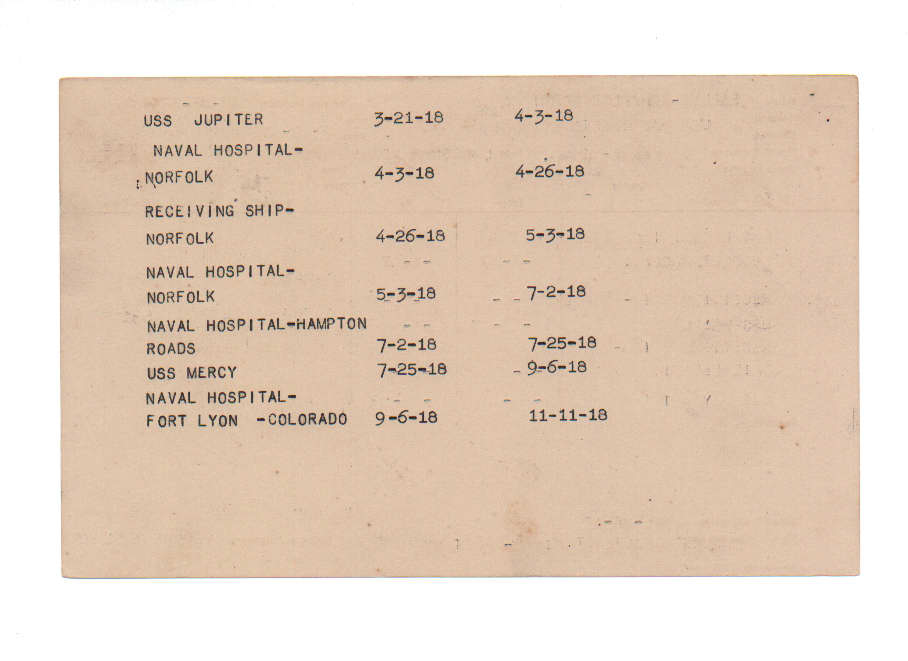 USS JUPITER 3-21-18 4-3-18
NAVAL HOSPITAL-
NORFOLK 4-3-18 4-26-18
RECEIVING SHIP-
NORFOLK 4-26-18 5-3-18
NAVAL HOSPITAL-
NORFOLK 5-3-18 7-2-18
NAVAL HOSPITAL-HAMPTON
ROADS 7-2-18 7-25-18
USS MERCY 7-25-18 9-6-18
NAVAL HOSPITAL-
FORT LYON -COLORADO 9-6-18 11-11-18